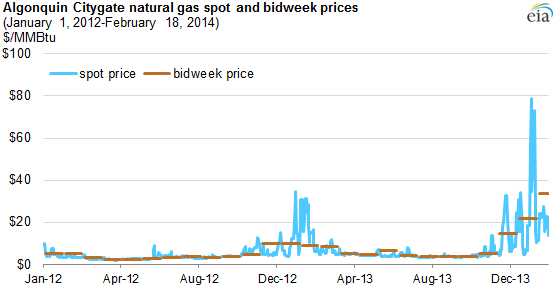 Algonquin Citygate natural gas spot and bidweek prices
(January 1, 2012-February 18, 2014)
$/MMBtu
eia
$100
spot price
bidweek price
$80
$60
$40
$20
$0
Jan-12 Apr-12 Aug-12 Dec-12 Apr-13 Aug-13 Dec-13